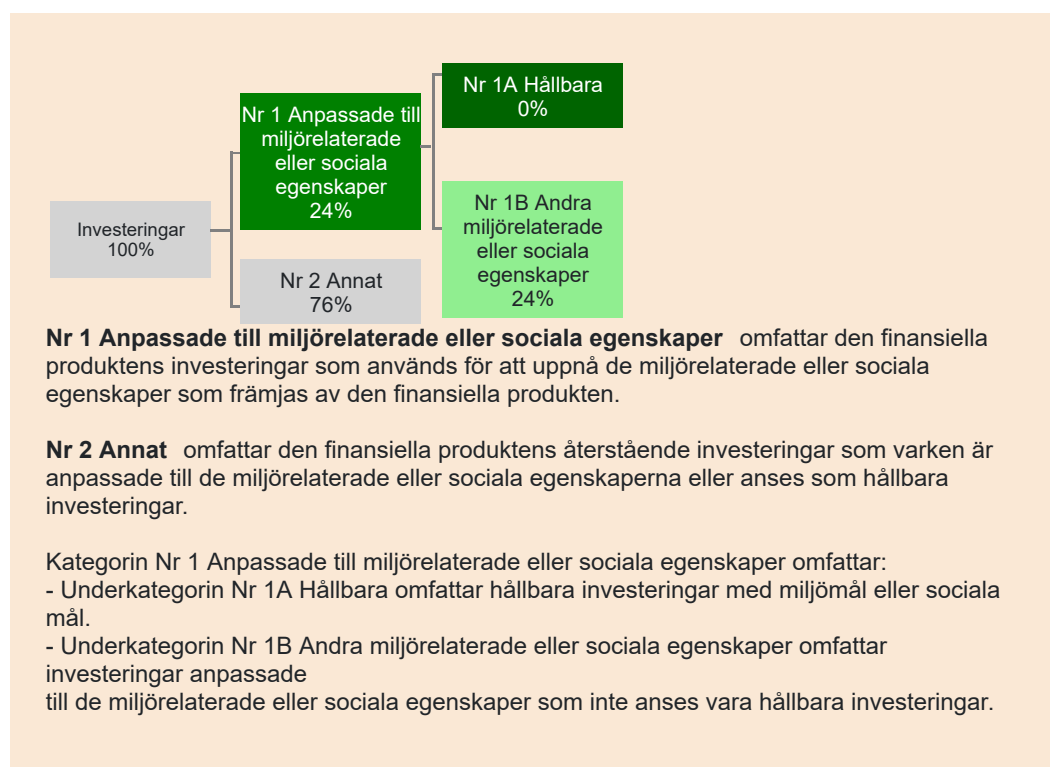 Nr 1A Hållbara
0%
Nr 1 Anpassade till
miljörelaterade
eller sociala
egenskaper
24%
Nr 1B Andra
miljörelaterade
eller sociala
egenskaper
24%
Investeringar
100%
Nr 2 Annat
76%
Nr 1 Anpassade till miljörelaterade eller sociala egenskaper omfattar den finansiella
produktens investeringar som används för att uppnå de miljörelaterade eller sociala
egenskaper som främjas av den finansiella produkten.
Nr 2 Annat omfattar den finansiella produktens återstående investeringar som varken är
anpassade till de miljörelaterade eller sociala egenskaperna eller anses som hållbara
investeringar.
Kategorin Nr 1 Anpassade till miljörelaterade eller sociala egenskaper omfattar:
- Underkategorin Nr 1A Hållbara omfattar hållbara investeringar med miljömål eller sociala
mål.
- Underkategorin Nr 1B Andra miljörelaterade eller sociala egenskaper omfattar
investeringar anpassade
till de miljörelaterade eller sociala egenskaper som inte anses vara hållbara investeringar.